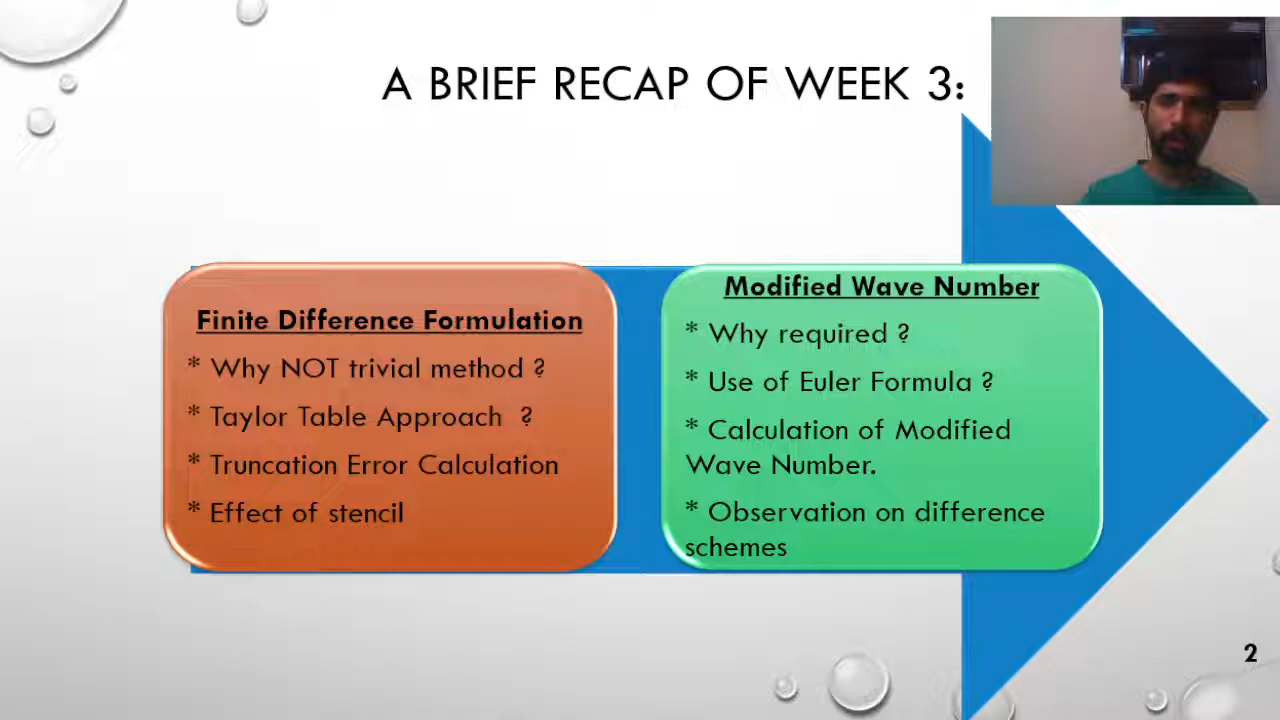 A BRIEF RECAP OF WEEK 3:
Finite Difference Formulation
* Why NOT trivial method ?
* Taylor Table Approach ?
* Truncation Error Calculation
* Effect of stencil
Modified Wave Number
* Why required ?
* Use of Euler Formula ?
* Calculation of Modified
Wave Number.
* Observation on difference
schemes
2